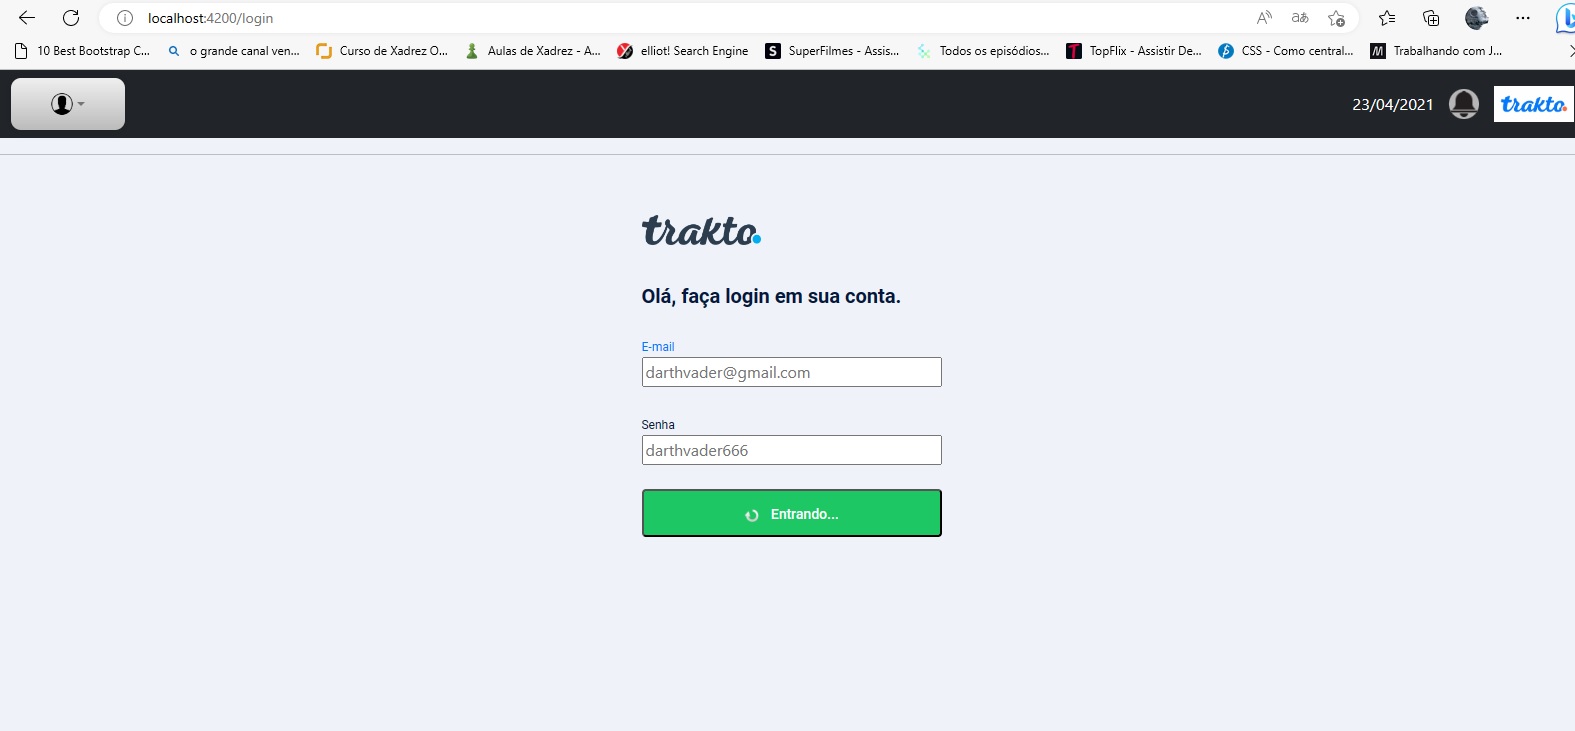 localhost:4200/login
10 Best Bootstrap C... o grande canal ven... Curso de Xadrez O... Aulas de Xadrez - A... elliot! Search Engine SuperFilmes - Assis... Todos os episódios... TopFlix - Assistir De... CSS - Como central... Trabalhando com J...
23/04/2021 trakto.
trakto.
Olá, faça login em sua conta.
E-mail
darthvader@gmail.com
Senha
darthvader666
Entrando...